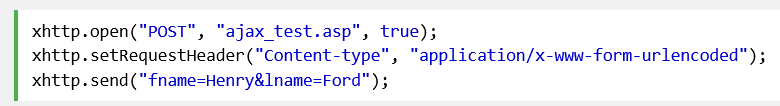 xhttp.open("POST", "ajax_test.asp", true);
xhttp.setRequestHeader("Content-type", "application/x-www-form-urlencoded");
xhttp.send("fname=Henry&lname=Ford");